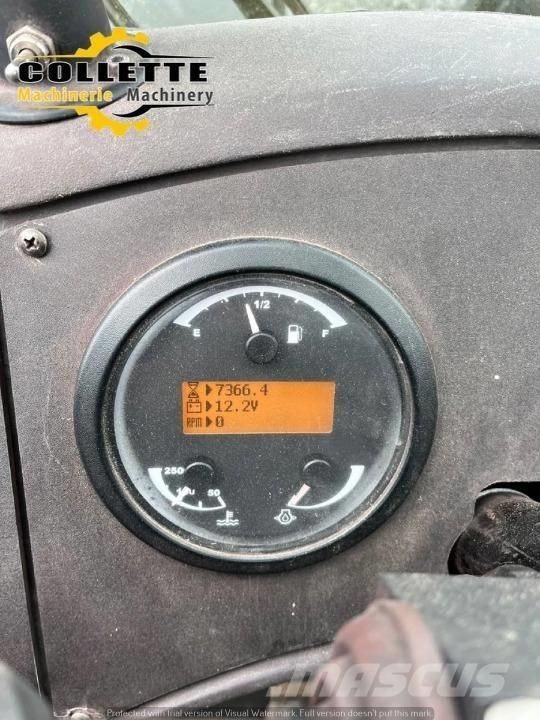 COLLETTE
Machinerie Machinery
1/2
E F
7366.4
12.2V
RPM 0
250
50
MASCUS
Protected with trial version of Visual Watermark. Full version doesn't put this mark.